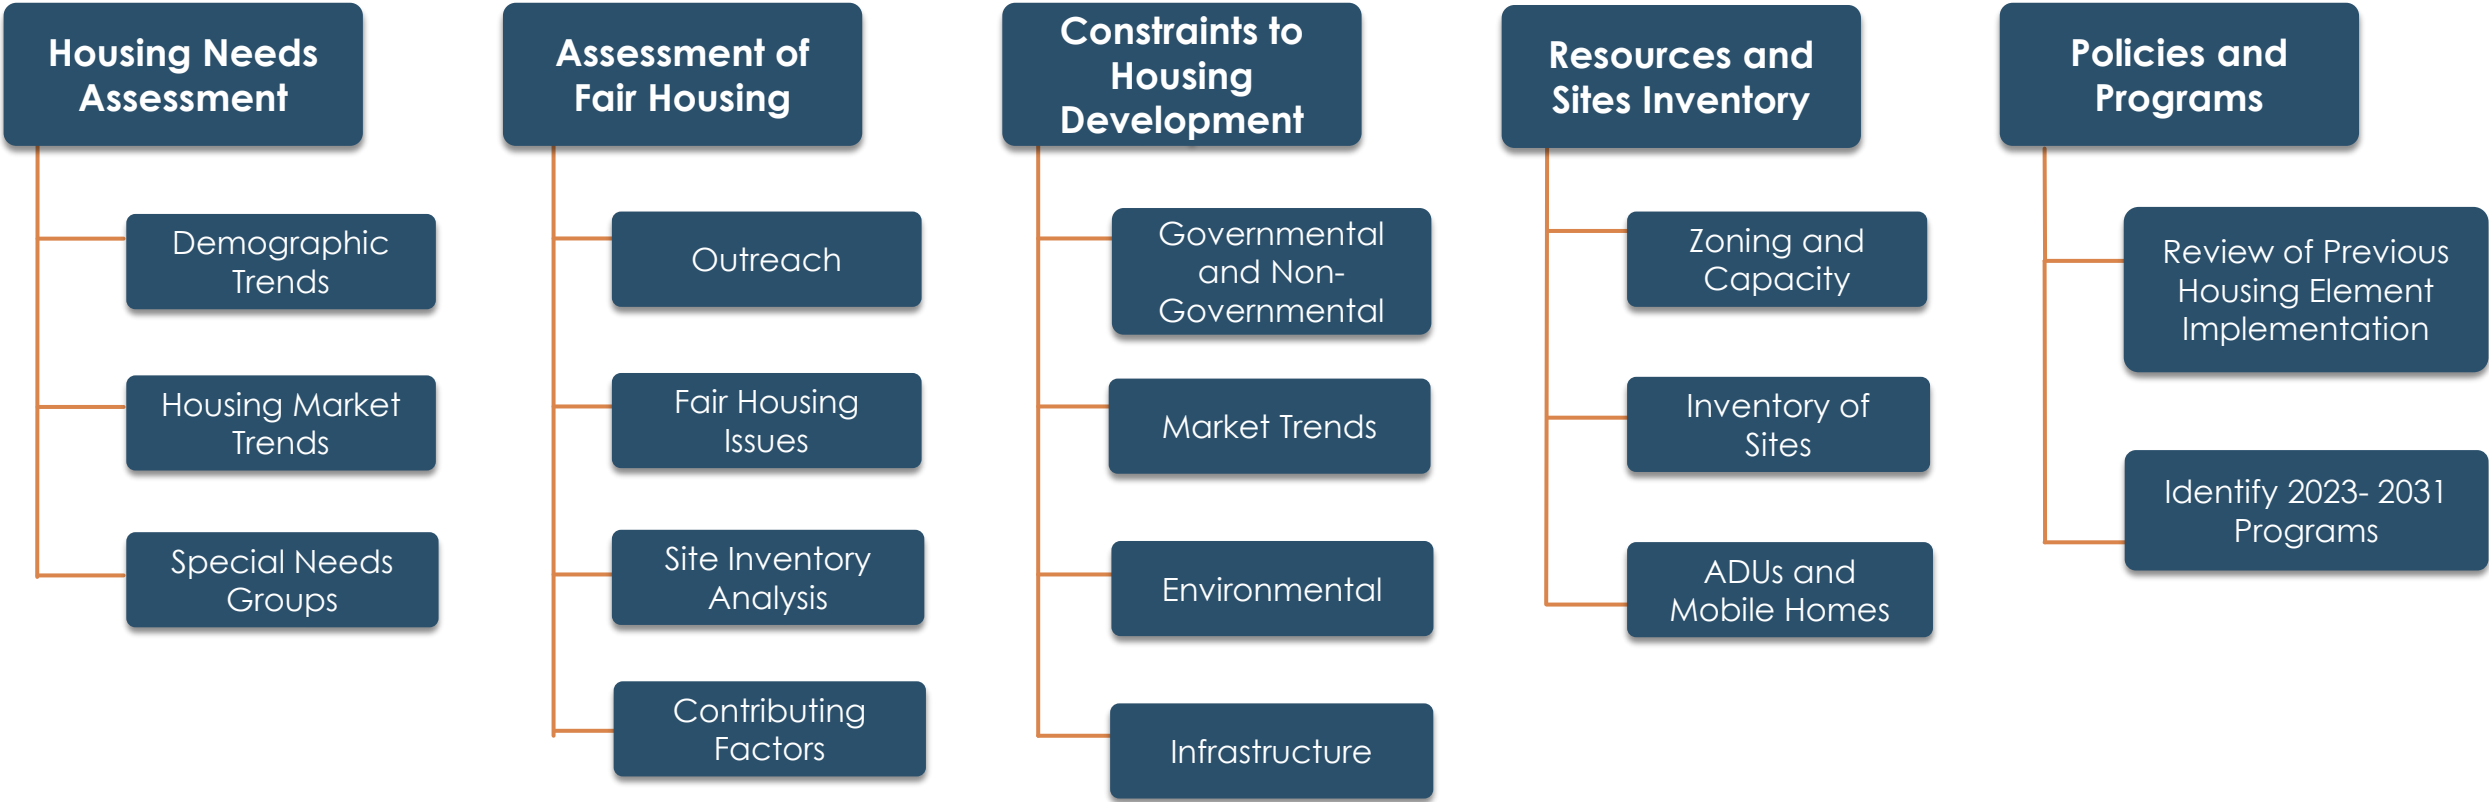 Housing Needs
Assessment
Demographic
Trends
Housing Market
Trends
Special Needs
Groups
Assessment of
Fair Housing
Outreach
Fair Housing
Issues
Site Inventory
Analysis
Contributing
Factors
Constraints to
Housing
Development
Governmental
and Non-
Governmental
Market Trends
Environmental
Infrastructure
Resources and
Sites Inventory
Zoning and
Capacity
Inventory of
Sites
ADUs and
Mobile Homes
Policies and
Programs
Review of Previous
Housing Element
Implementation
Identify 2023- 2031
Programs